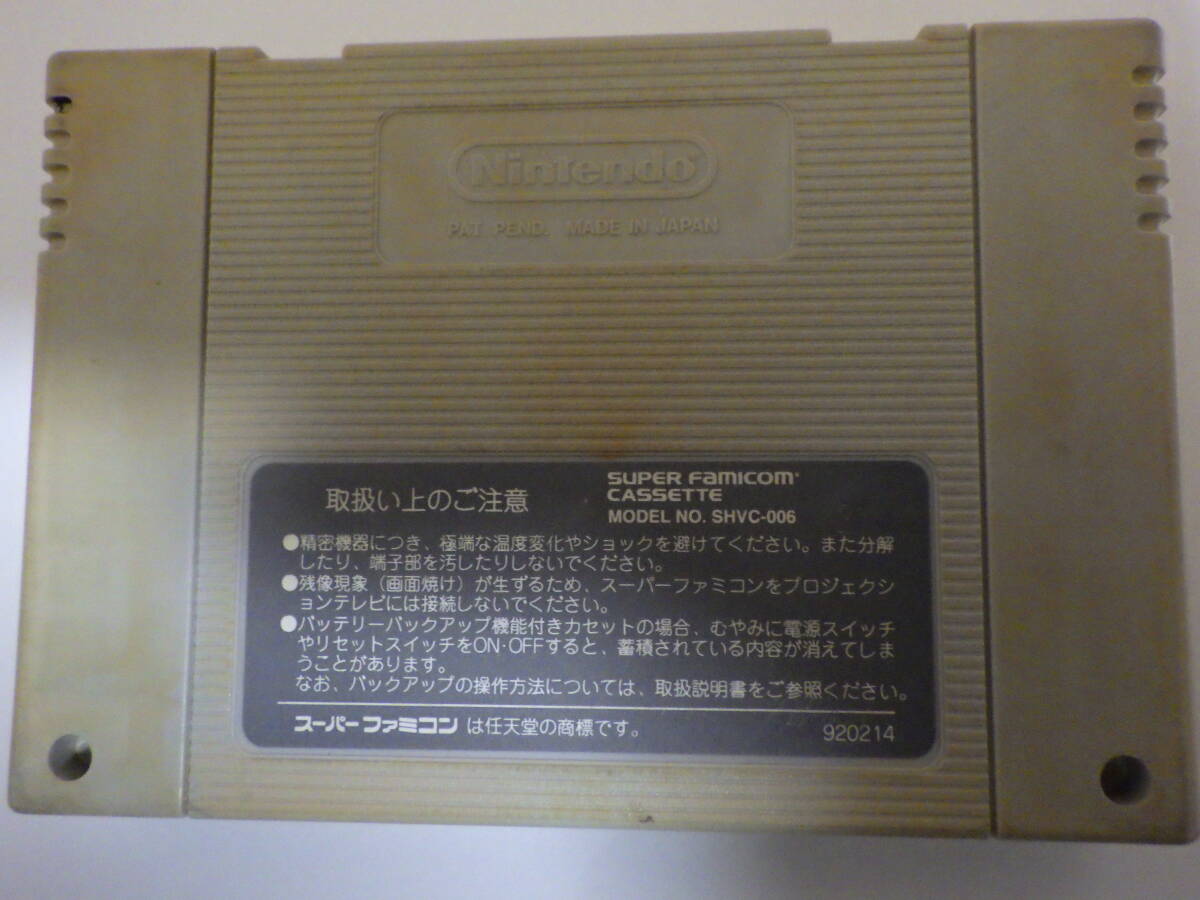 Nintendo
PAT. PEND. MADE IN JAPAN
取扱い上のご注意
SUPER FAMICOM
CASSETTE
MODEL NO. SHVC-006
●精密機器につき、極端な温度変化やショックを避けてください。また分解
したり、端子部を汚したりしないでください。
●残像現象（画面焼け）が生ずるため、スーパーファミコンをプロジェクシ
ョンテレビには接続しないでください。
●バッテリーバックアップ機能付きカセットの場合、むやみに電源スイッチ
やリセットスイッチをON・OFFすると、蓄積されている内容が消えてしま
うことがあります。
なお、バックアップの操作方法については、取扱説明書をご参照ください。
スーパーファミコン は任天堂の商標です。
920214